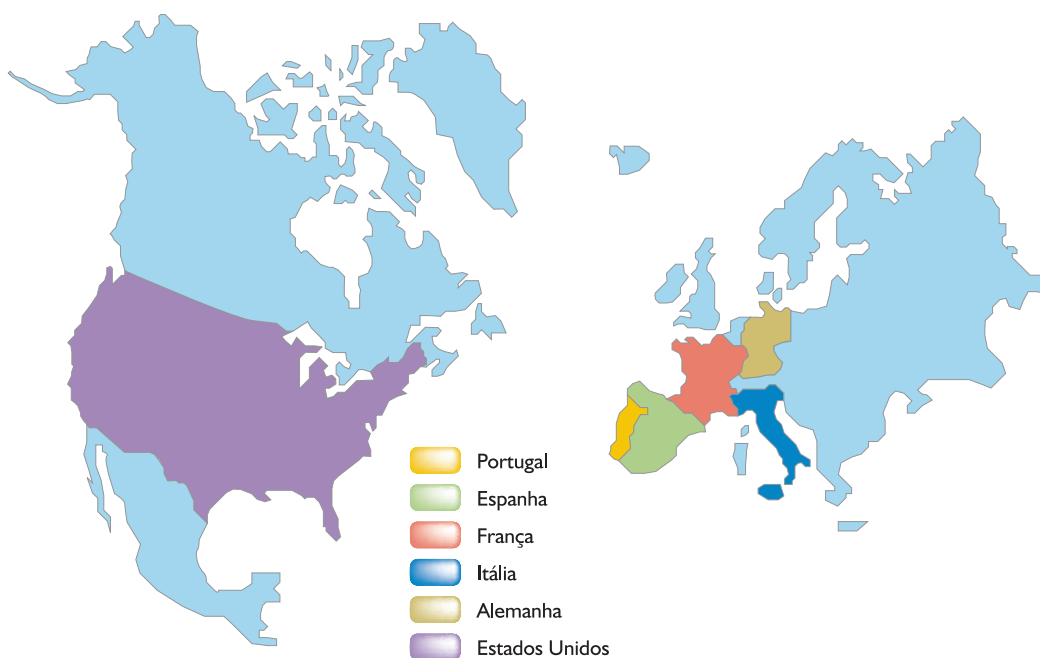 Portugal
Espanha
França
Itália
Alemanha
Estados Unidos